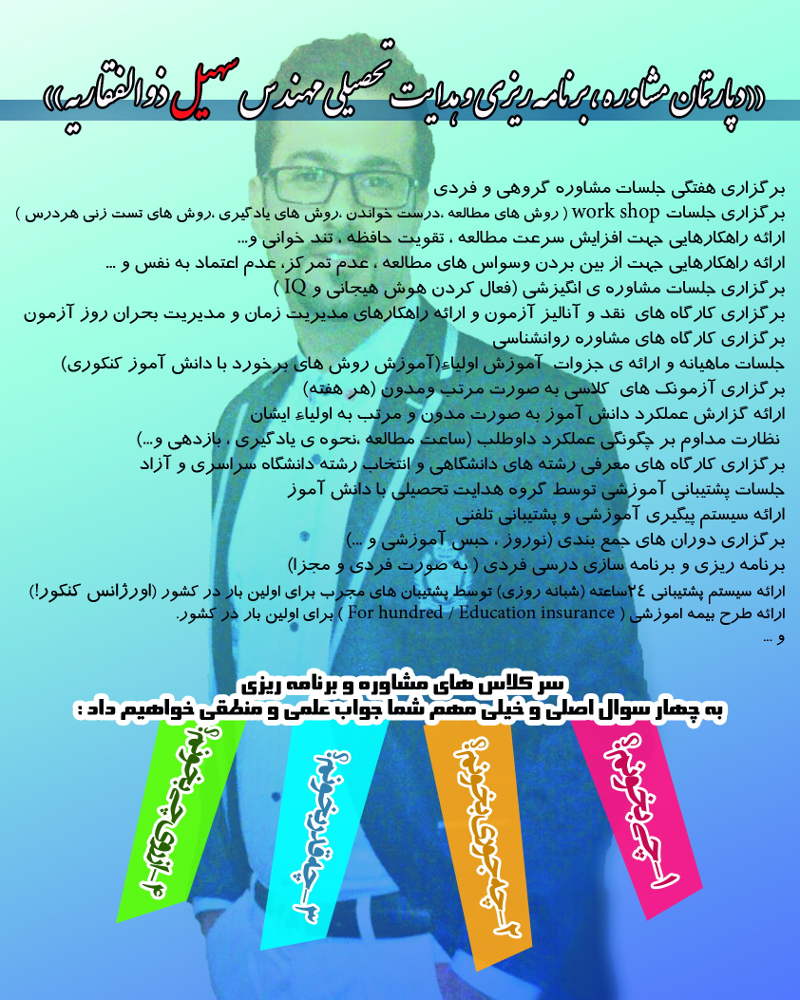 ((دپارتمان مشاوره ، برنامه ریزی و هدایت تحصیلی مهندس سهیل ذوالفقاریه))
برگزاری هفتگی جلسات مشاوره گروهی و فردی
برگزاری جلسات work shop ( روش های مطالعه ،درست خواندن ،روش های یادگیری ،روش های تست زنی هردرس )
ارائه راهکارهایی جهت افزایش سرعت مطالعه ، تقویت حافظه ، تند خوانی و...
ارائه راهکارهایی جهت از بین بردن وسواس های مطالعه ، عدم تمرکز، عدم اعتماد به نفس و ...
برگزاری جلسات مشاوره ی انگیزشی (فعال کردن هوش هیجانی و IQ )
برگزاری کارگاه های نقد و آنالیز آزمون و ارائه راهکارهای مدیریت زمان و مدیریت بحران روز آزمون
برگزاری کارگاه های مشاوره روانشناسی
جلسات ماهیانه و ارائه ی جزوات آموزش اولیاء(آموزش روش های برخورد با دانش آموز کنکوری)
برگزاری آزمونک های کلاسی به صورت مرتب ومدون (هر هفته)
ارائه گزارش عملکرد دانش آموز به صورت مدون و مرتب به اولیاءِ ایشان
نظارت مداوم بر چگونگی عملکرد داوطلب (ساعت مطالعه ،نحوه ی یادگیری ، بازدهی و...)
برگزاری کارگاه های معرفی رشته های دانشگاهی و انتخاب رشته دانشگاه سراسری و آزاد
جلسات پشتیبانی آموزشی توسط گروه هدایت تحصیلی با دانش آموز
ارائه سیستم پیگیری آموزشی و پشتیبانی تلفنی
برگزاری دوران های جمع بندی (نوروز ، حبس آموزشی و ...)
برنامه ریزی و برنامه سازی درسی فردی ( به صورت فردی و مجزا)
ارائه سیستم پشتیبانی ٢٤ساعته (شبانه روزی) توسط پشتیبان های مجرب برای اولین بار در کشور (اورژانس کنکور!)
ارائه طرح بیمه اموزشی ( For hundred / Education insurance ) برای اولین بار در کشور.
و ...
سر کلاس های مشاوره و برنامه ریزی
به چهار سوال اصلی و خیلی مهم شما جواب علمی و منطقی خواهیم داد :
۱_چی بخونم؟
۲_چجوری بخونم؟
۳_چقدر بخونم؟
۴_ازروی چی بخونم؟